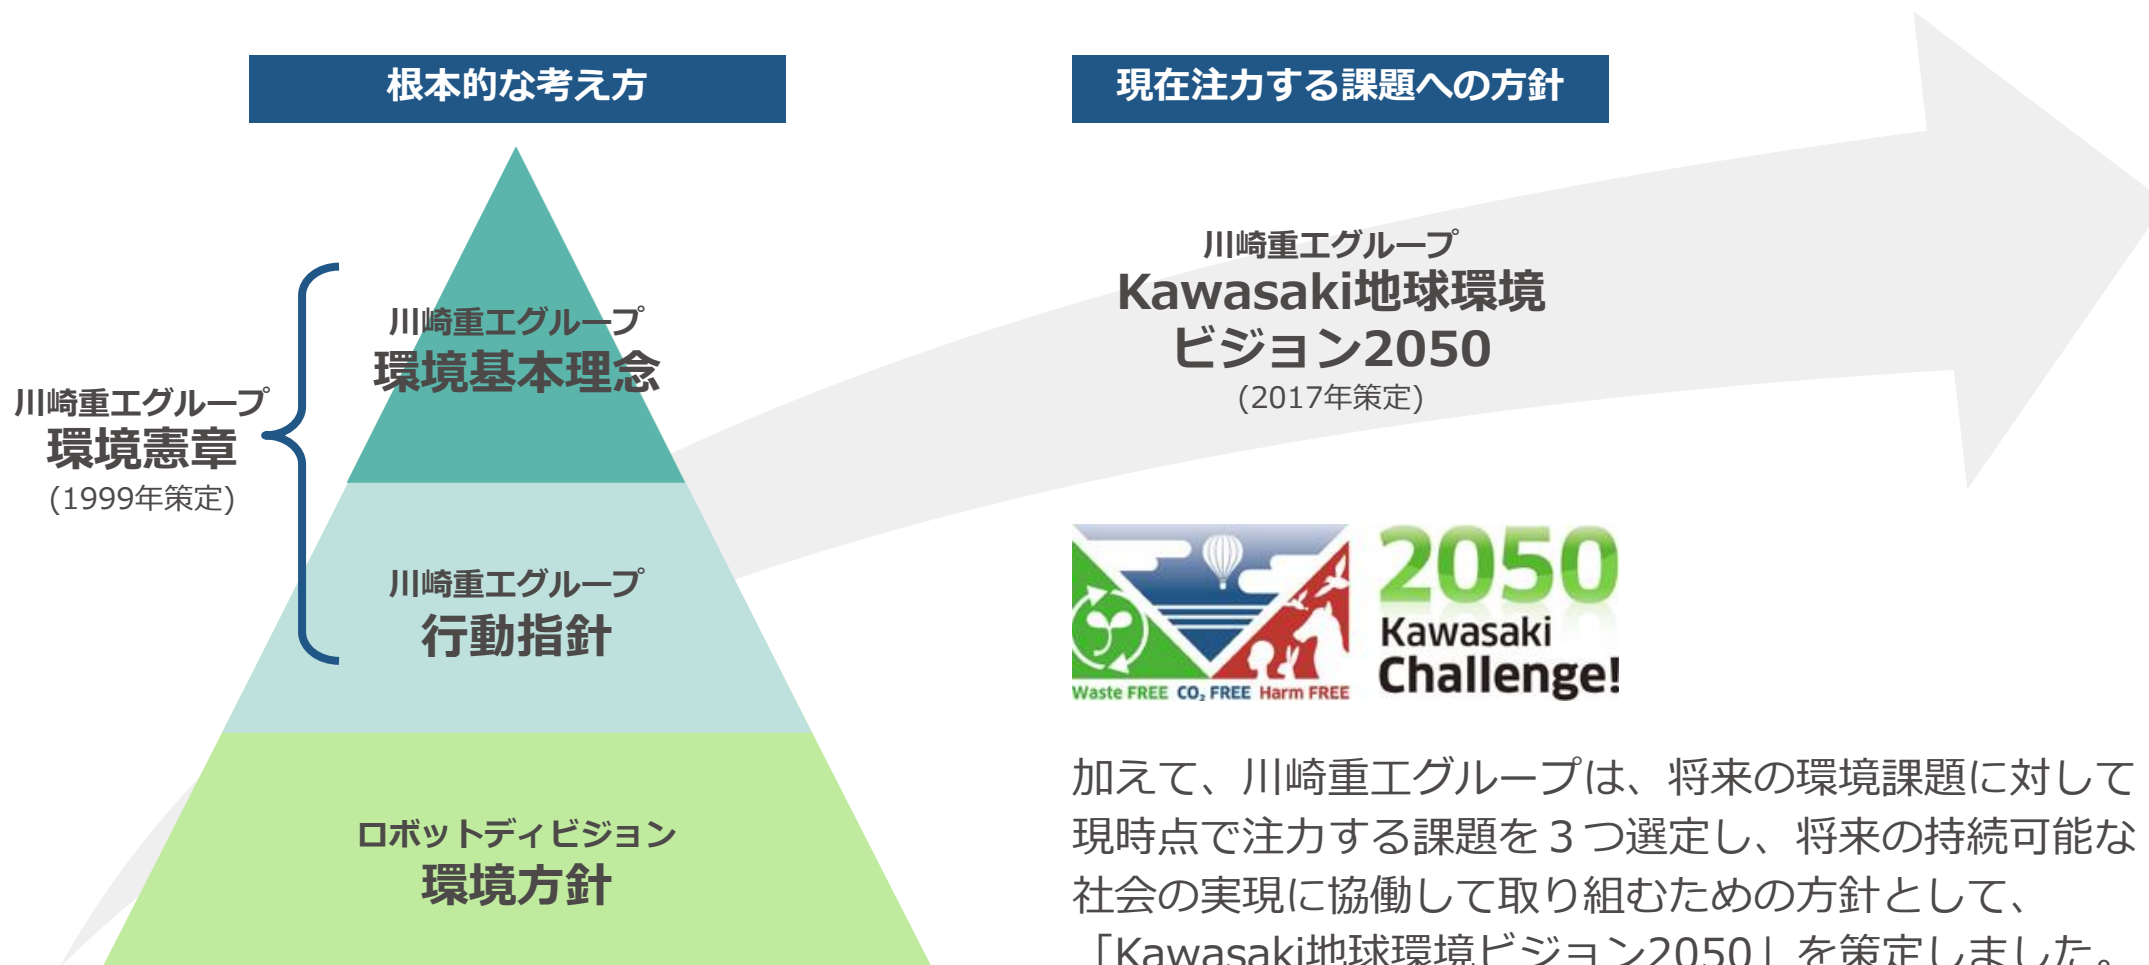 根本的な考え方
現在注力する課題への方針
川崎重工グループ
環境憲章
(1999年策定)
川崎重工グループ
環境基本理念
川崎重工グループ
行動指針
ロボットディビジョン
環境方針
川崎重工グループ
Kawasaki地球環境
ビジョン2050
(2017年策定)
Waste FREE CO₂ FREE Harm FREE
2050
Kawasaki
Challenge!
加えて、川崎重工グループは、将来の環境課題に対して
現時点で注力する課題を３つ選定し、将来の持続可能な
社会の実現に協働して取り組むための方針として、
「Kawasaki地球環境ビジョン2050」を策定しました。